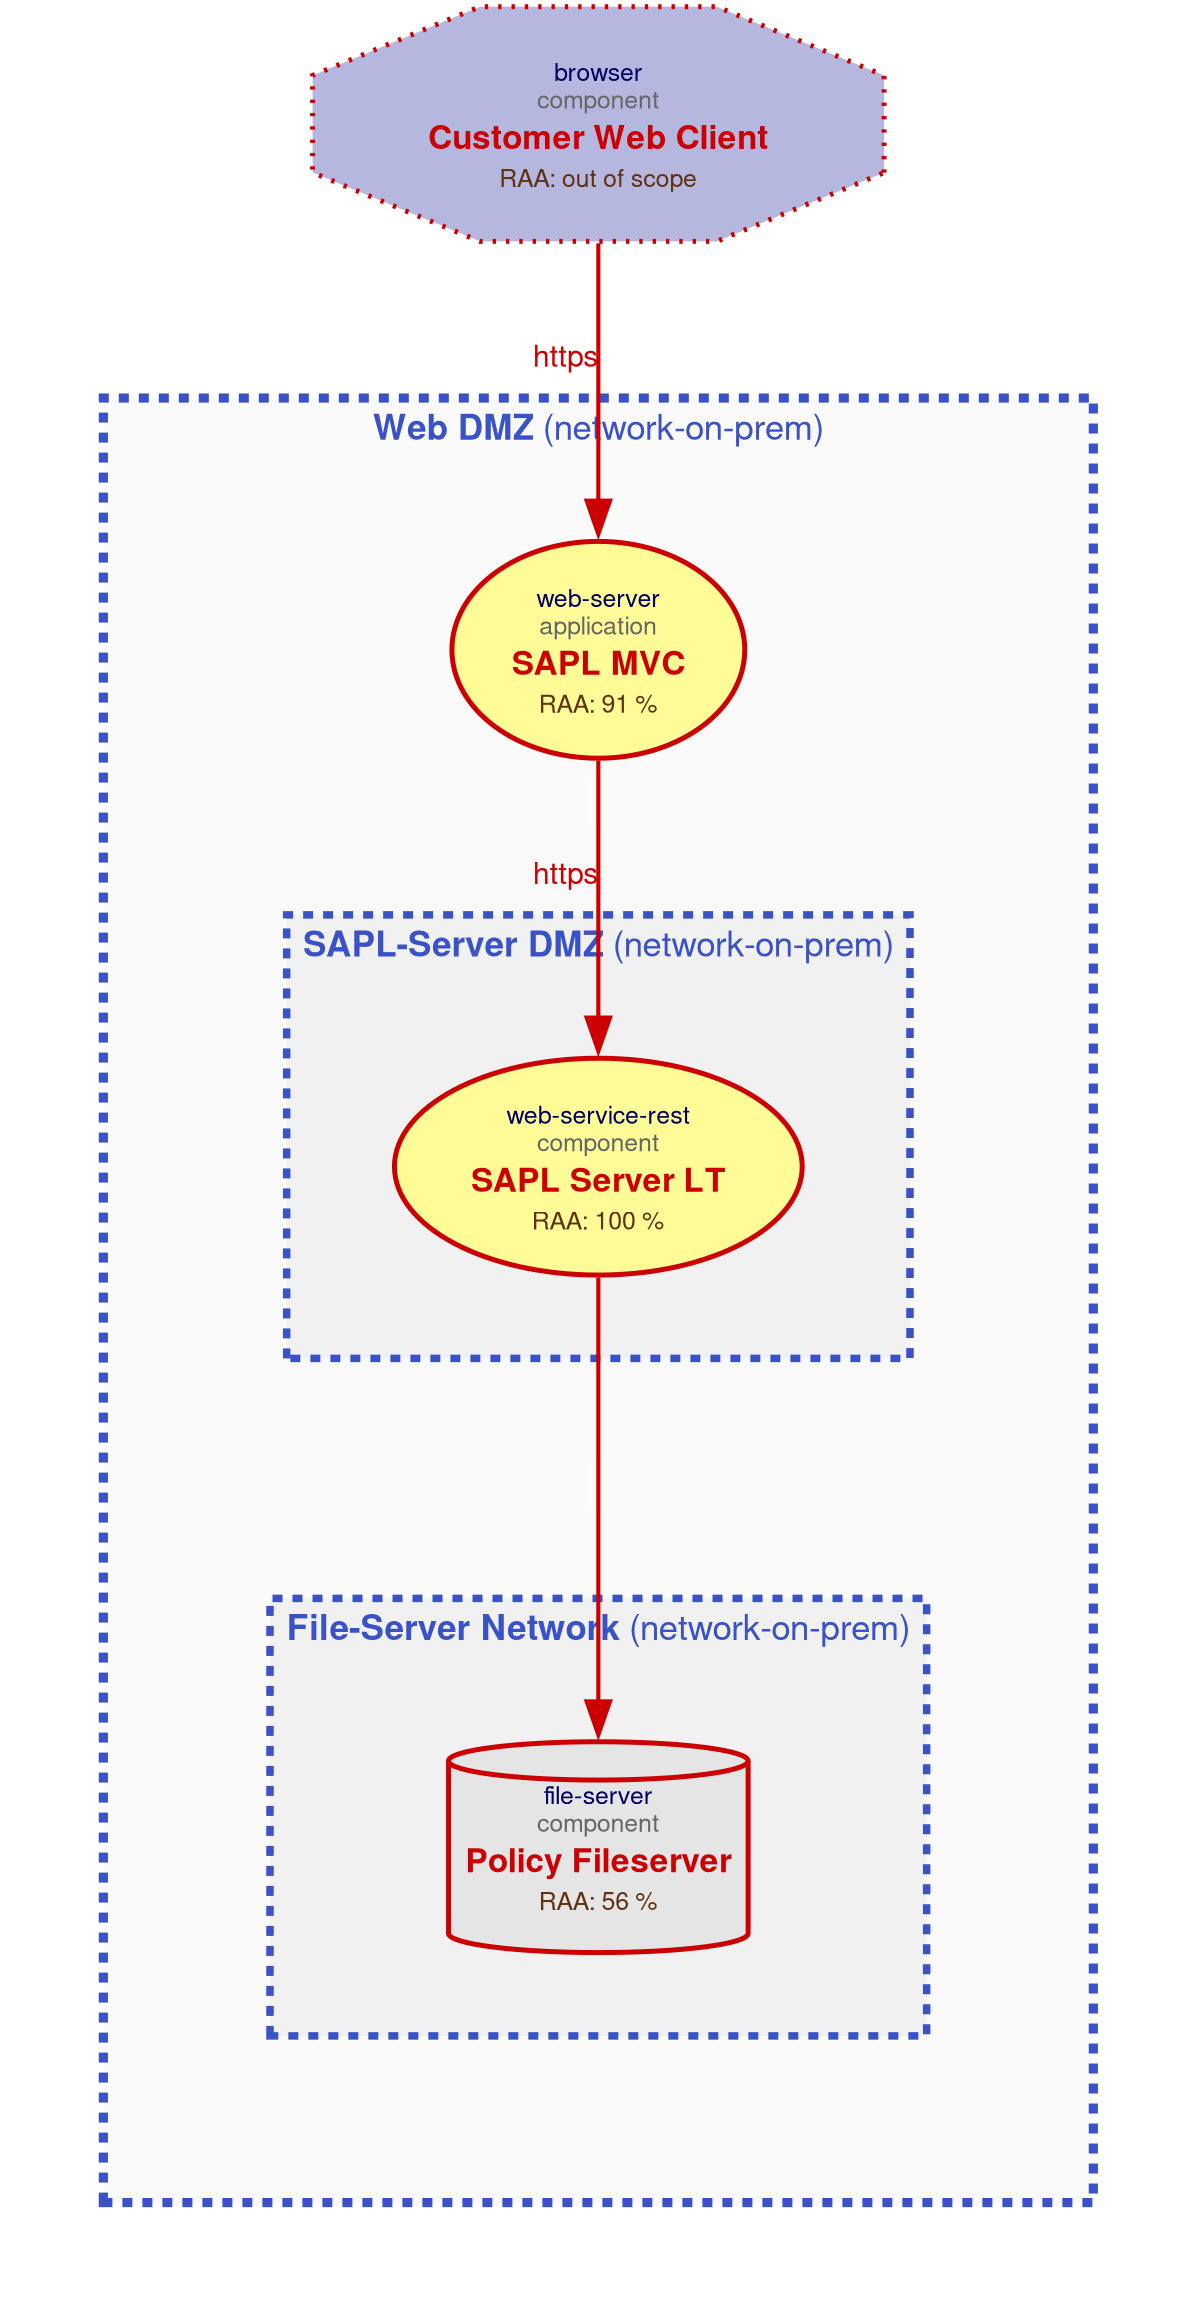 browser
component
Customer Web Client
RAA: out of scope
https
Web DMZ (network-on-prem)
web-server
application
SAPL MVC
RAA: 91 %
https
SAPL-Server DMZ (network-on-prem)
web-service-rest
component
SAPL Server LT
RAA: 100 %
File-Server Network (network-on-prem)
file-server
component
Policy Fileserver
RAA: 56 %